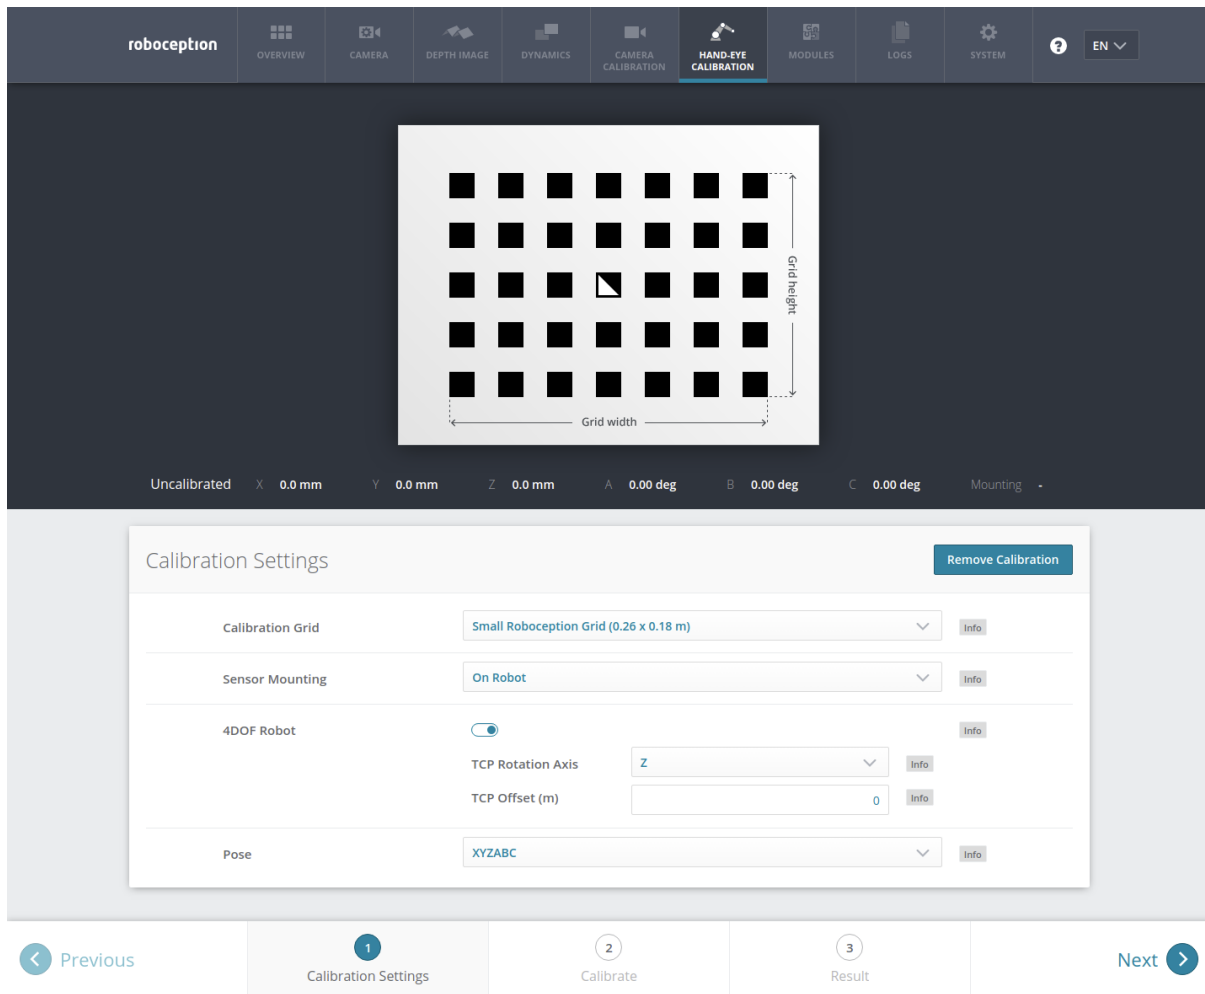 roboception
OVERVIEW
CAMERA
DEPTH IMAGE
DYNAMICS
CAMERA
CALIBRATION
HAND-EYE
CALIBRATION
MODULES
LOGS
SYSTEM
?
EN
Grid height
Grid width
Uncalibrated X 0.0 mm Y 0.0 mm Z 0.0 mm A 0.00 deg B 0.00 deg C 0.00 deg Mounting -
Calibration Settings
Remove Calibration
Calibration Grid Small Roboception Grid (0.26 x 0.18 m) Info
Sensor Mounting On Robot Info
4DOF Robot Info
TCP Rotation Axis Z Info
TCP Offset (m) 0 Info
Pose XYZABC Info
Previous
1
Calibration Settings
2
Calibrate
3
Result
Next